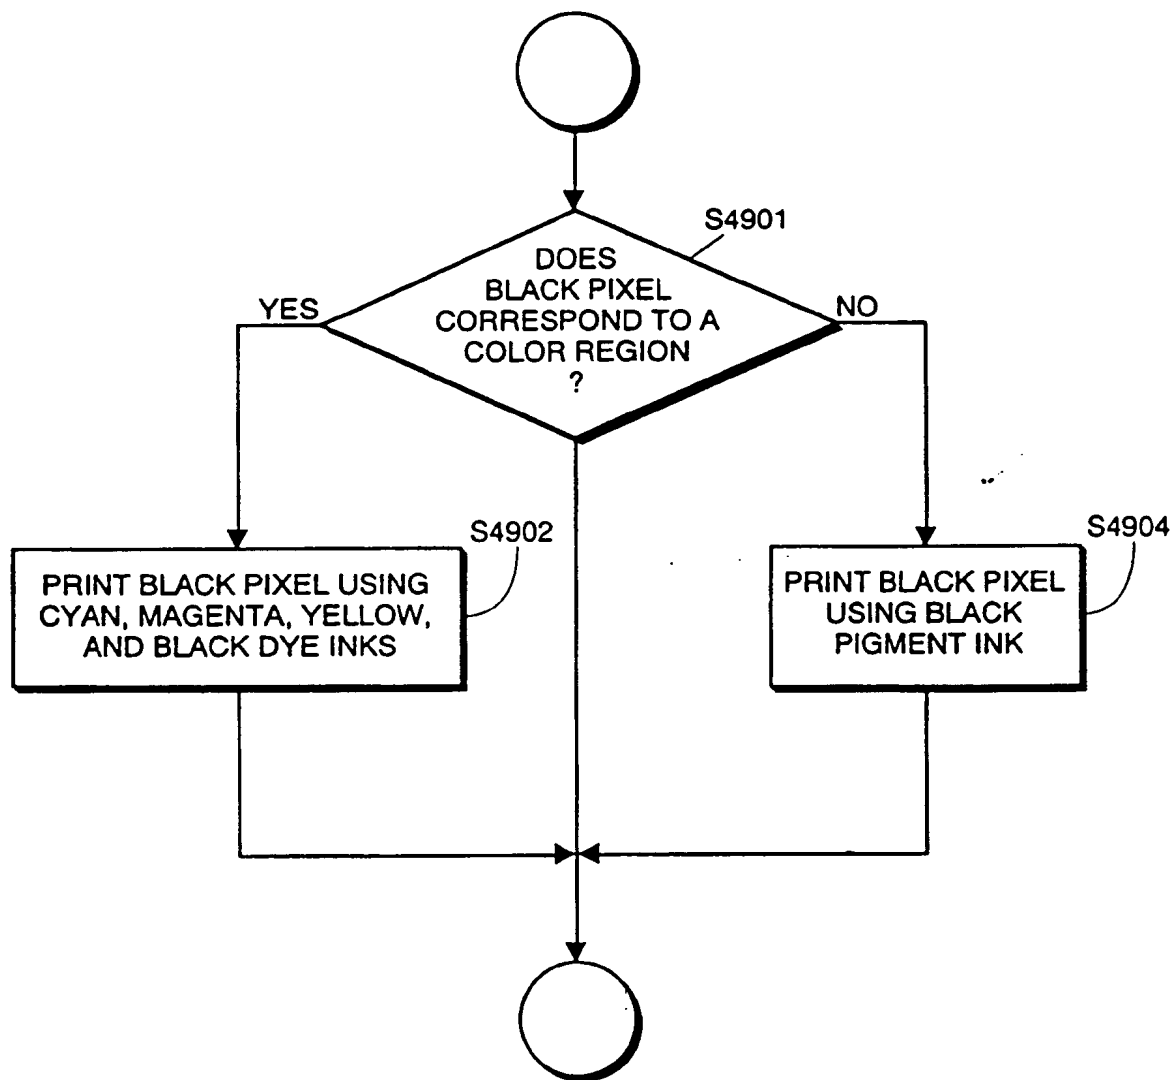 S4901
DOES
BLACK PIXEL
CORRESPOND TO A
COLOR REGION
?
YES
NO
S4902
PRINT BLACK PIXEL USING
CYAN, MAGENTA, YELLOW,
AND BLACK DYE INKS
S4904
PRINT BLACK PIXEL
USING BLACK
PIGMENT INK